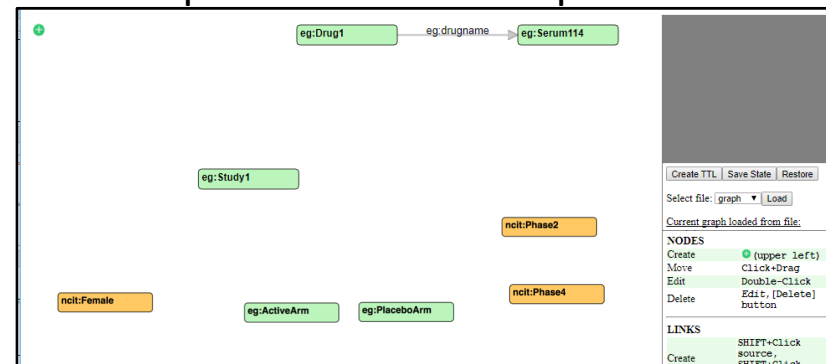 eg:Drug1
eg:drugname
eg:Serum114
eg:Study1
ncit:Phase2
ncit:Phase4
ncit:Female
eg:ActiveArm
eg:PlaceboArm
Create TTL Save State Restore
Select file: graph Load
Current graph loaded from file:
NODES
Create (upper left)
Move Click+Drag
Edit Double-Click
Delete Edit, [Delete]
button
LINKS
SHIFT+Click
Create source,
SHIFT+Click